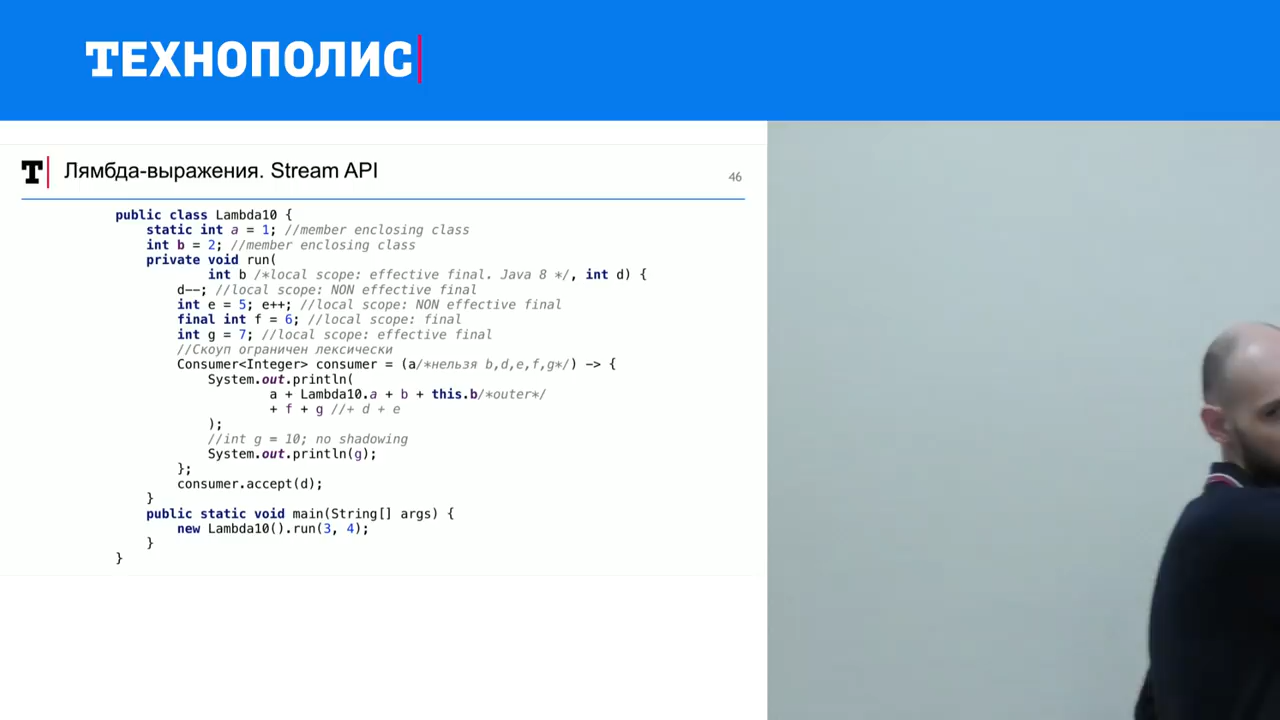 ТЕХНОПОЛИС
T Лямбда-выражения. Stream API
46
public class Lambda10 {
static int a = 1; //member enclosing class
int b = 2; //member enclosing class
private void run(
int b /*local scope: effective final. Java 8 */, int d) {
d--; //local scope: NON effective final
int e = 5; e++; //local scope: NON effective final
final int f = 6; //local scope: final
int g = 7; //local scope: effective final
//Скоуп ограничен лексически
Consumer<Integer> consumer = (a/*нельзя b,d,e,f,g*/) -> {
System.out.println(
a + Lambda10.a + b + this.b/*outer*/
+ f + g //+ d + e
);
//int g = 10; no shadowing
System.out.println(g);
};
consumer.accept(d);
}
public static void main(String[] args) {
new Lambda10().run(3, 4);
}
}